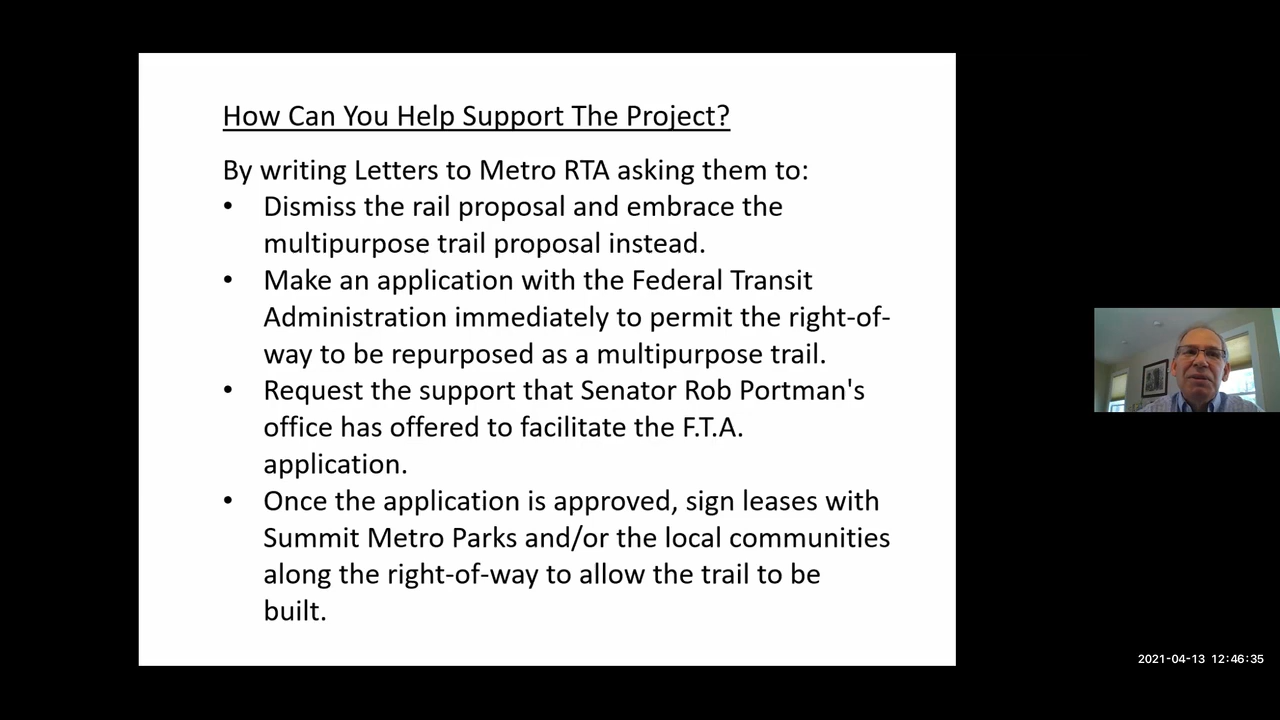 How Can You Help Support The Project?
By writing Letters to Metro RTA asking them to:
• Dismiss the rail proposal and embrace the
multipurpose trail proposal instead.
• Make an application with the Federal Transit
Administration immediately to permit the right-of-
way to be repurposed as a multipurpose trail.
• Request the support that Senator Rob Portman's
office has offered to facilitate the F.T.A.
application.
• Once the application is approved, sign leases with
Summit Metro Parks and/or the local communities
along the right-of-way to allow the trail to be
built.
2021-04-13 12:46:35